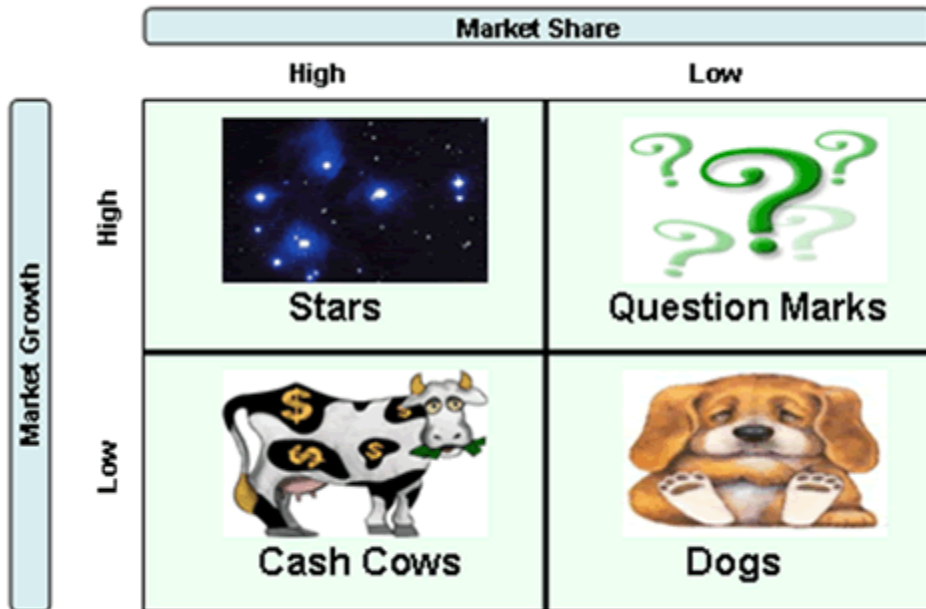 Market Share
High
Low
Market Growth
High
Stars
Question Marks
Low
Cash Cows
Dogs